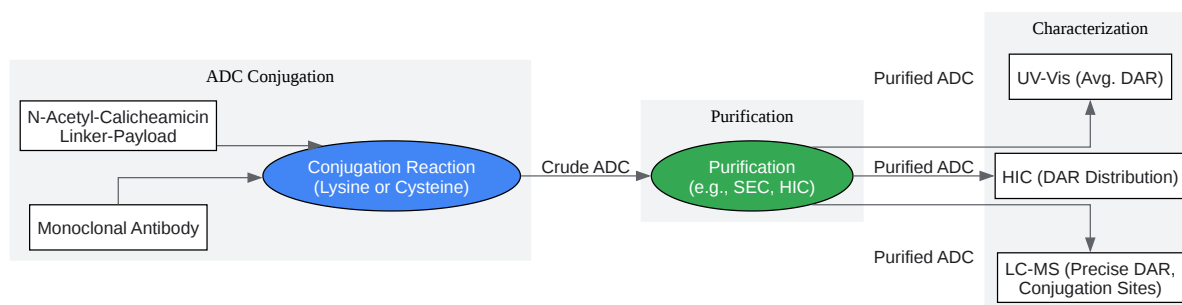 ADC Conjugation
N-Acetyl-Calicheamicin
Linker-Payload
Monoclonal Antibody
Conjugation Reaction
(Lysine or Cysteine)
Crude ADC
Purification
Purification
(e.g., SEC, HIC)
Purified ADC
Purified ADC
Purified ADC
Characterization
UV-Vis (Avg. DAR)
HIC (DAR Distribution)
LC-MS (Precise DAR,
Conjugation Sites)